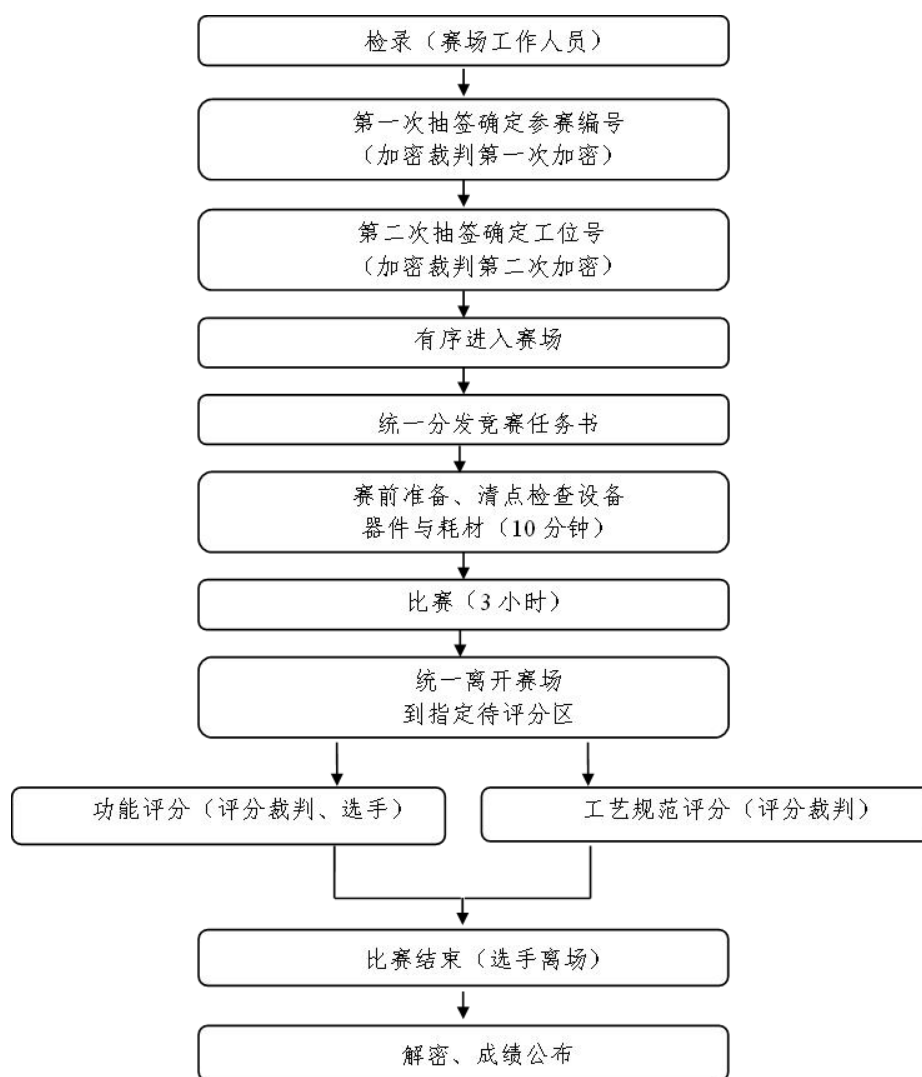 检录（赛场工作人员）
第一次抽签确定参赛编号
（加密裁判第一次加密）
第二次抽签确定工位号
（加密裁判第二次加密）
有序进入赛场
统一分发竞赛任务书
赛前准备、清点检查设备
器件与耗材（10 分钟）
比赛（3 小时）
统一离开赛场
到指定待评分区
功能评分（评分裁判、选手）
工艺规范评分（评分裁判）
比赛结束（选手离场）
解密、成绩公布